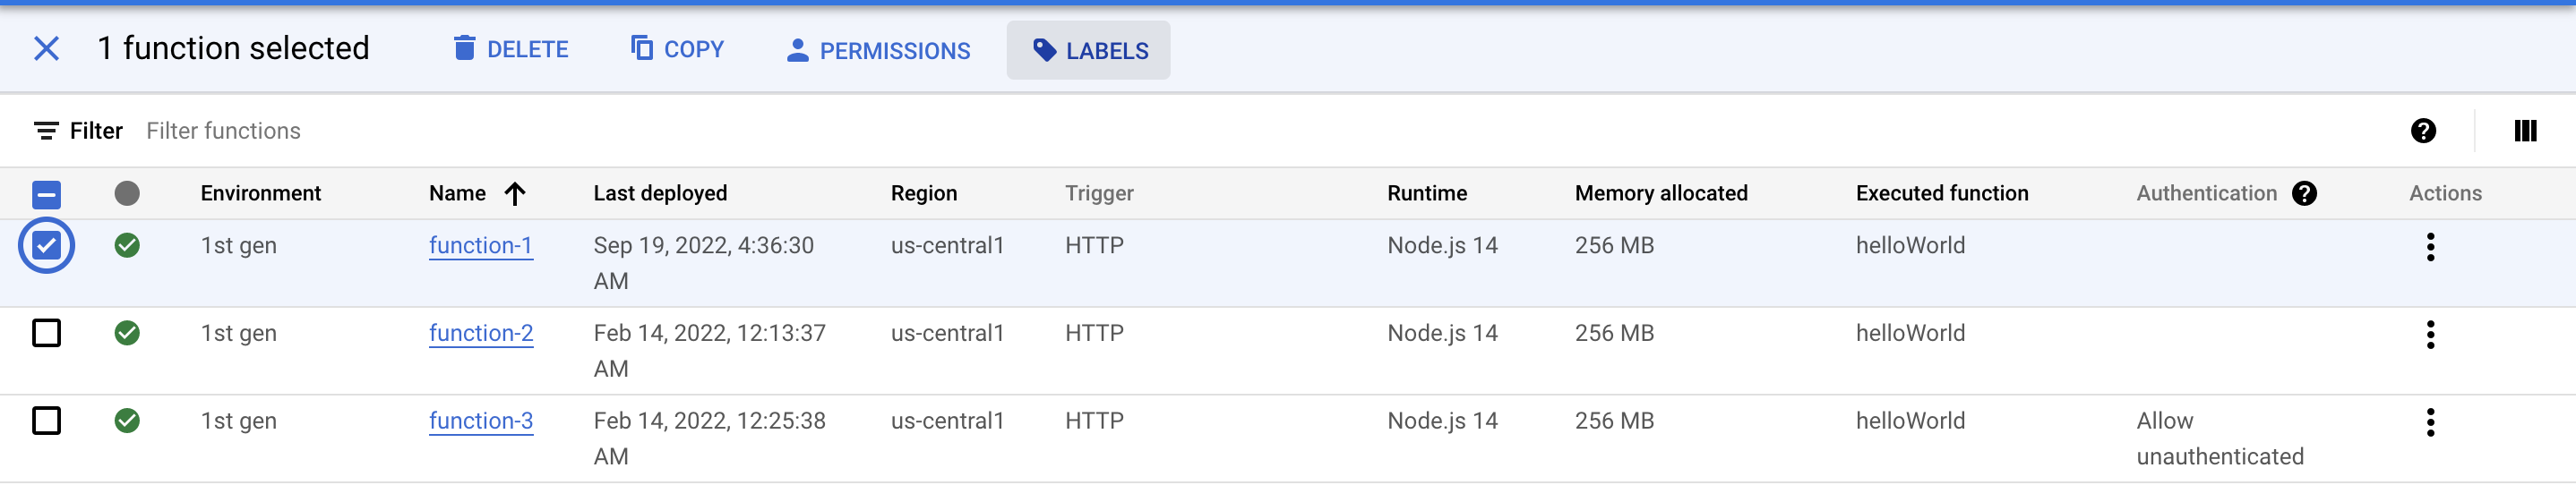 1 function selected DELETE COPY PERMISSIONS LABELS
Filter Filter functions
Environment Name Last deployed Region Trigger Runtime Memory allocated Executed function Authentication Actions
1st gen function-1 Sep 19, 2022, 4:36:30 us-central1 HTTP Node.js 14 256 MB helloWorld
AM
1st gen function-2 Feb 14, 2022, 12:13:37 us-central1 HTTP Node.js 14 256 MB helloWorld
AM
1st gen function-3 Feb 14, 2022, 12:25:38 us-central1 HTTP Node.js 14 256 MB helloWorld Allow
AM unauthenticated